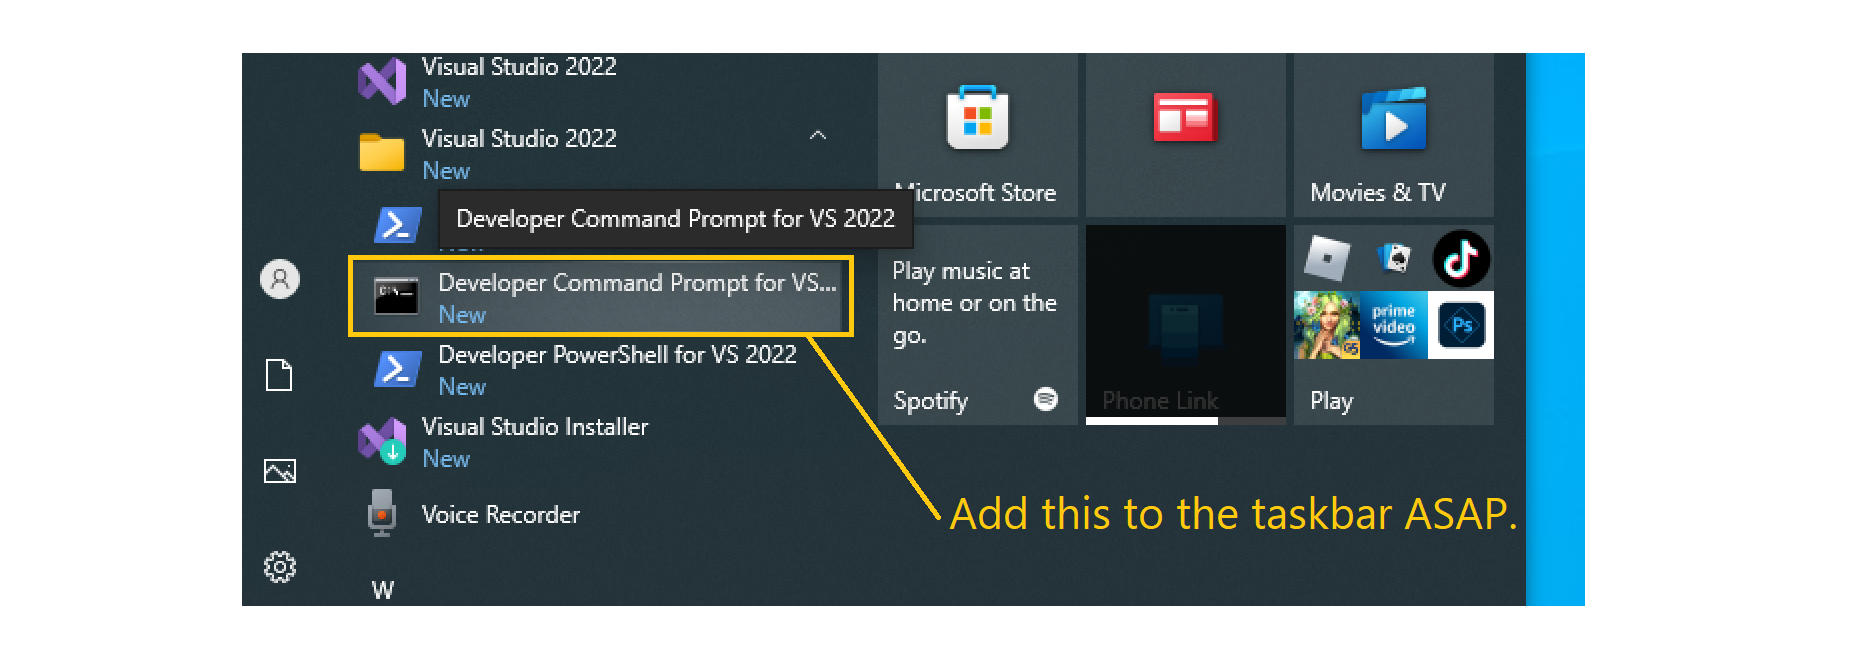 Visual Studio 2022
New
Visual Studio 2022
New
Developer Command Prompt for VS 2022
Developer Command Prompt for VS...
New
Developer PowerShell for VS 2022
New
Visual Studio Installer
New
Voice Recorder
W
Microsoft Store
Movies & TV
Play music at
home or on the
go.
Spotify
Phone Link
prime
video
Ps
Play
Add this to the taskbar ASAP.